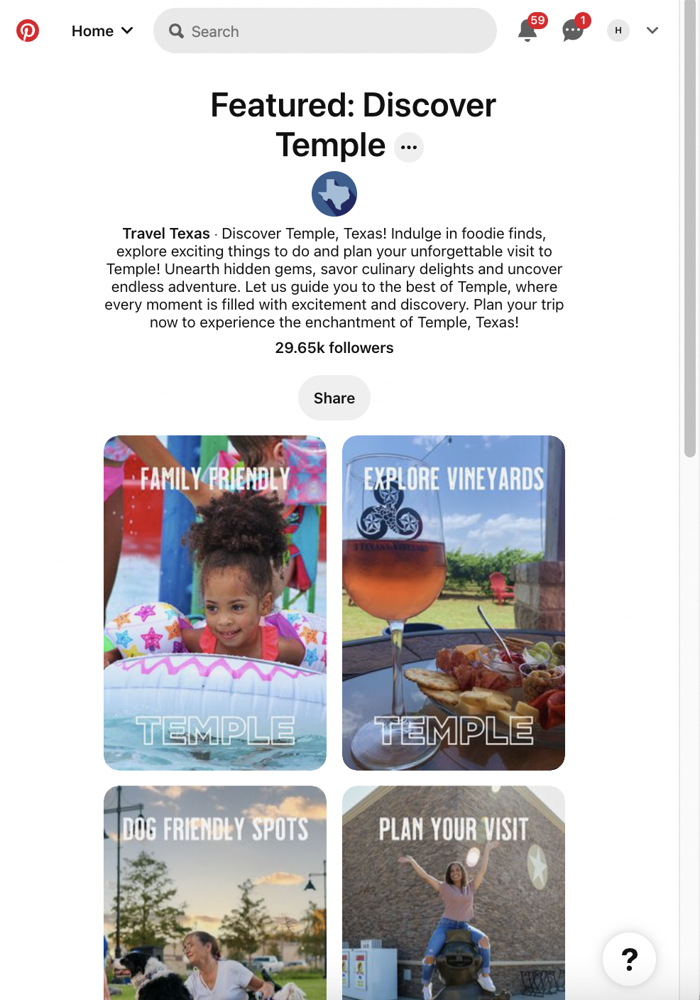 Home
Search
59
1
H
Featured: Discover
Temple
Travel Texas · Discover Temple, Texas! Indulge in foodie finds,
explore exciting things to do and plan your unforgettable visit to
Temple! Unearth hidden gems, savor culinary delights and uncover
endless adventure. Let us guide you to the best of Temple, where
every moment is filled with excitement and discovery. Plan your trip
now to experience the enchantment of Temple, Texas!
29.65k followers
Share
FAMILY FRIENDLY
TEMPLE
EXPLORE VINEYARDS
3 TEXANS VINEYARD
TEMPLE
DOG FRIENDLY SPOTS
PLAN YOUR VISIT
?